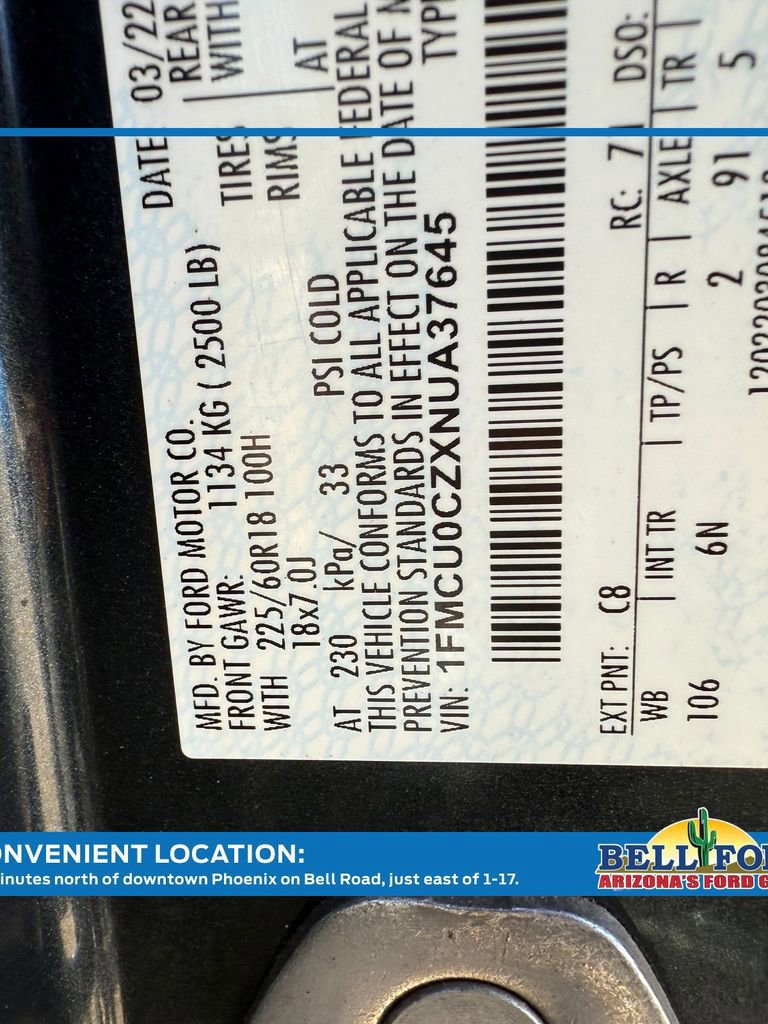 MFD. BY FORD MOTOR CO.
DATE: 03/22
FRONT GAWR: 1134 KG ( 2500 LB)
REAR
WITH 225/60R18 100H
TIRES
WITH
18x7.0J
RIMS
AT 230 kPa/ 33 PSI COLD
AT
THIS VEHICLE CONFORMS TO ALL APPLICABLE FEDERAL
PREVENTION STANDARDS IN EFFECT ON THE DATE OF M
VIN: 1FMCU0CZXNUA37645
TYPE
EXT PNT: C8
RC: 71
DSO:
WB | INT TR | TP/PS | R | AXLE | TR |
106 6N 2 91 5
ONVENIENT LOCATION:
inutes north of downtown Phoenix on Bell Road, just east of 1-17.
BELL FO
ARIZONA'S FORD G